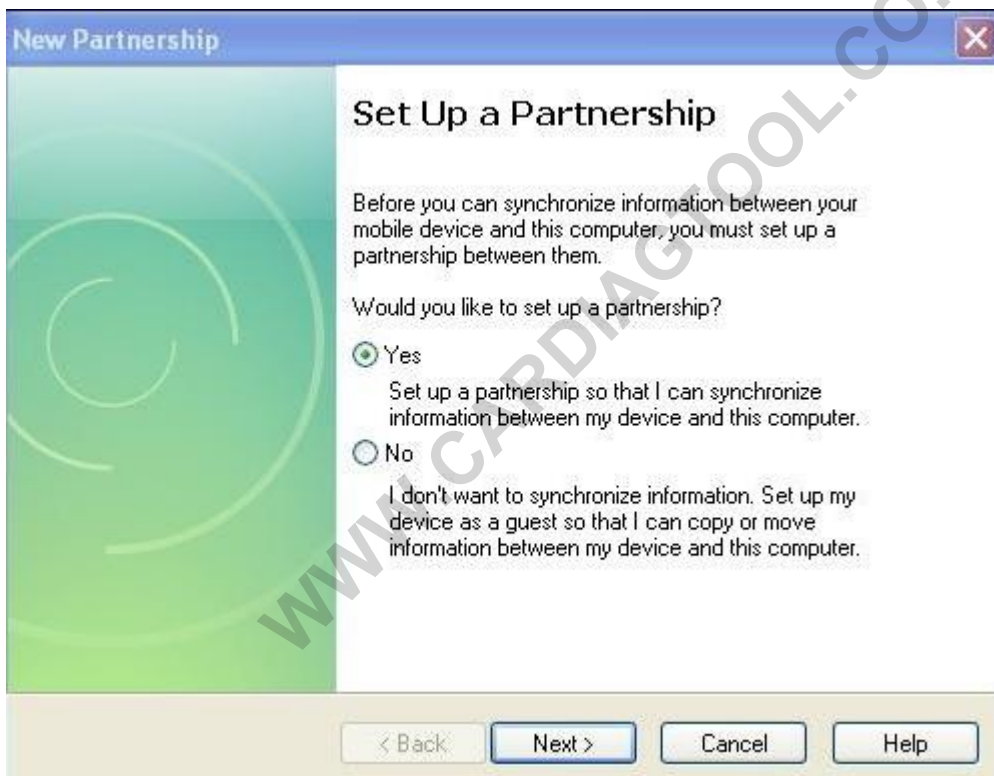 New Partnership
Set Up a Partnership
Before you can synchronize information between your
mobile device and this computer, you must set up a
partnership between them.
Would you like to set up a partnership?
Yes
Set up a partnership so that I can synchronize
information between my device and this computer.
No
I don't want to synchronize information. Set up my
device as a guest so that I can copy or move
information between my device and this computer.
< Back
Next >
Cancel
Help
WWW.CARDIAGTOOL.CO